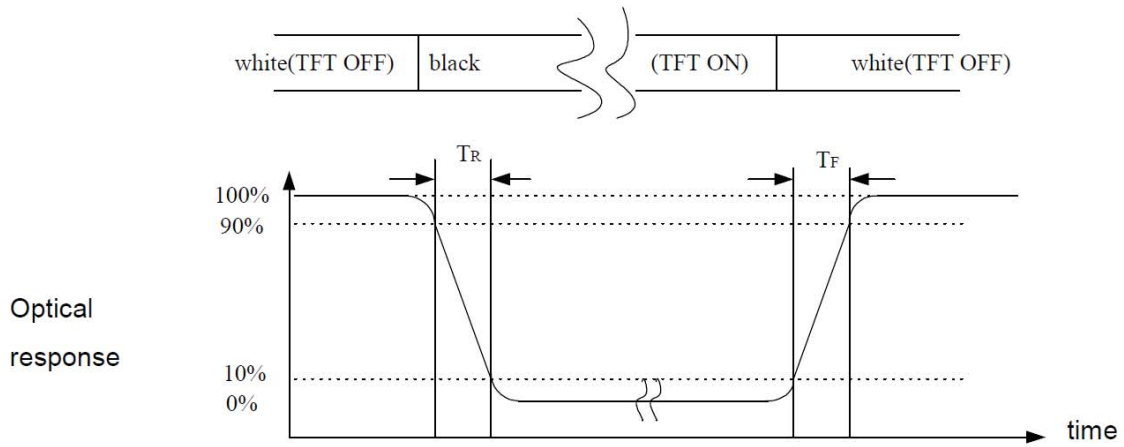 white(TFT OFF) black (TFT ON) white(TFT OFF)
TR TF
100%
90%
Optical
response
10%
0%
time